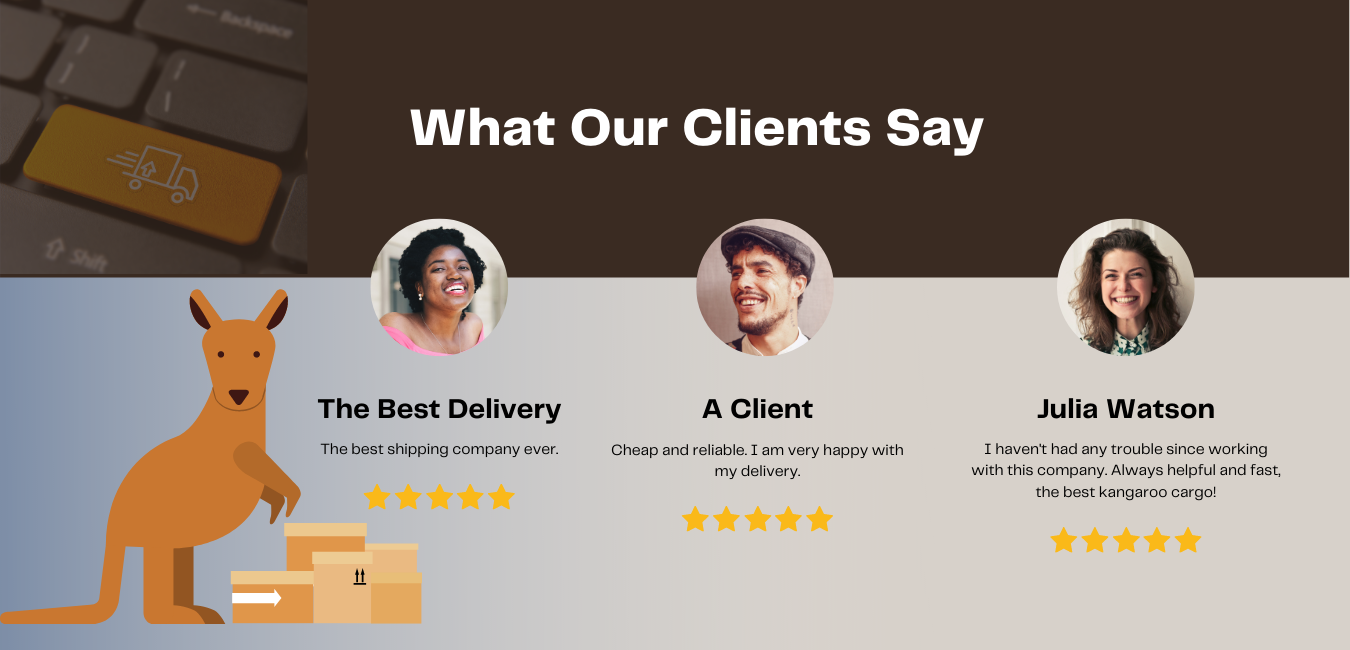 Backspace
Shift
What Our Clients Say
The Best Delivery
The best shipping company ever.
A Client
Cheap and reliable. I am very happy with
my delivery.
Julia Watson
I haven't had any trouble since working
with this company. Always helpful and fast,
the best kangaroo cargo!